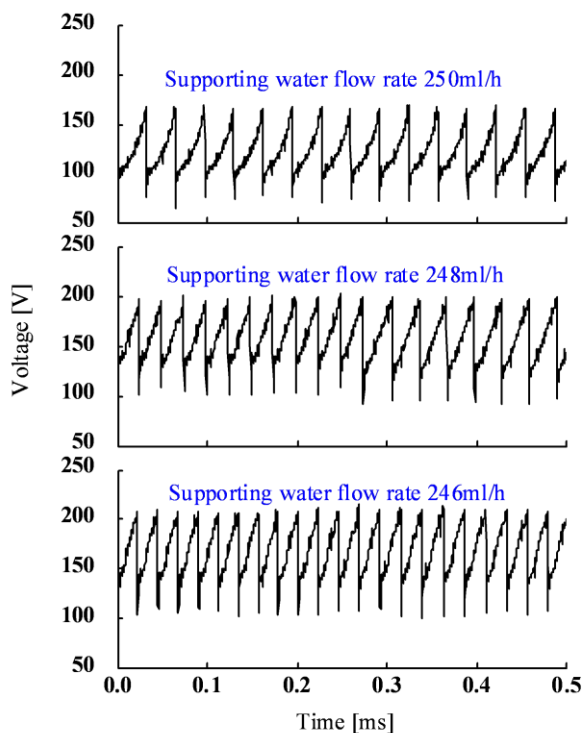 250
Supporting water flow rate 250ml/h
200
150
100
50
250
Supporting water flow rate 248ml/h
200
150
100
50
Voltage [V]
250
Supporting water flow rate 246ml/h
200
150
100
50
0.0 0.1 0.2 0.3 0.4 0.5
Time [ms]